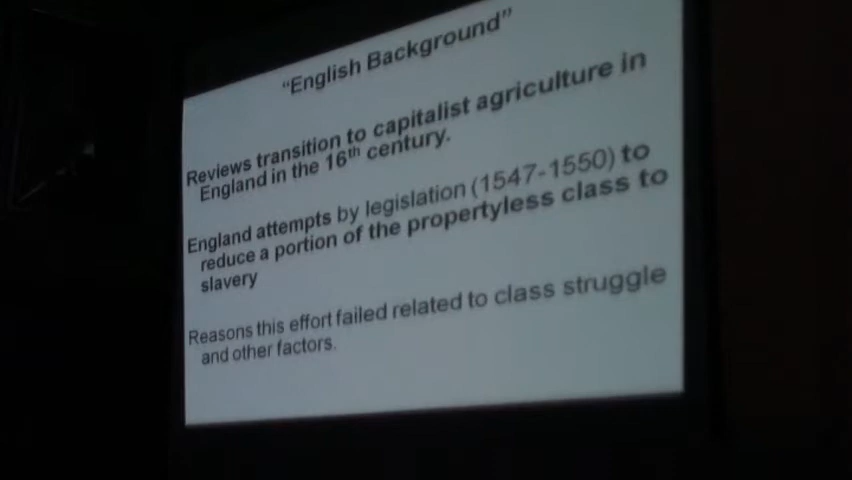 “English Background”
Reviews transition to capitalist agriculture in
England in the 16th century.
England attempts by legislation (1547-1550) to
reduce a portion of the propertyless class to
slavery
Reasons this effort failed related to class struggle
and other factors.